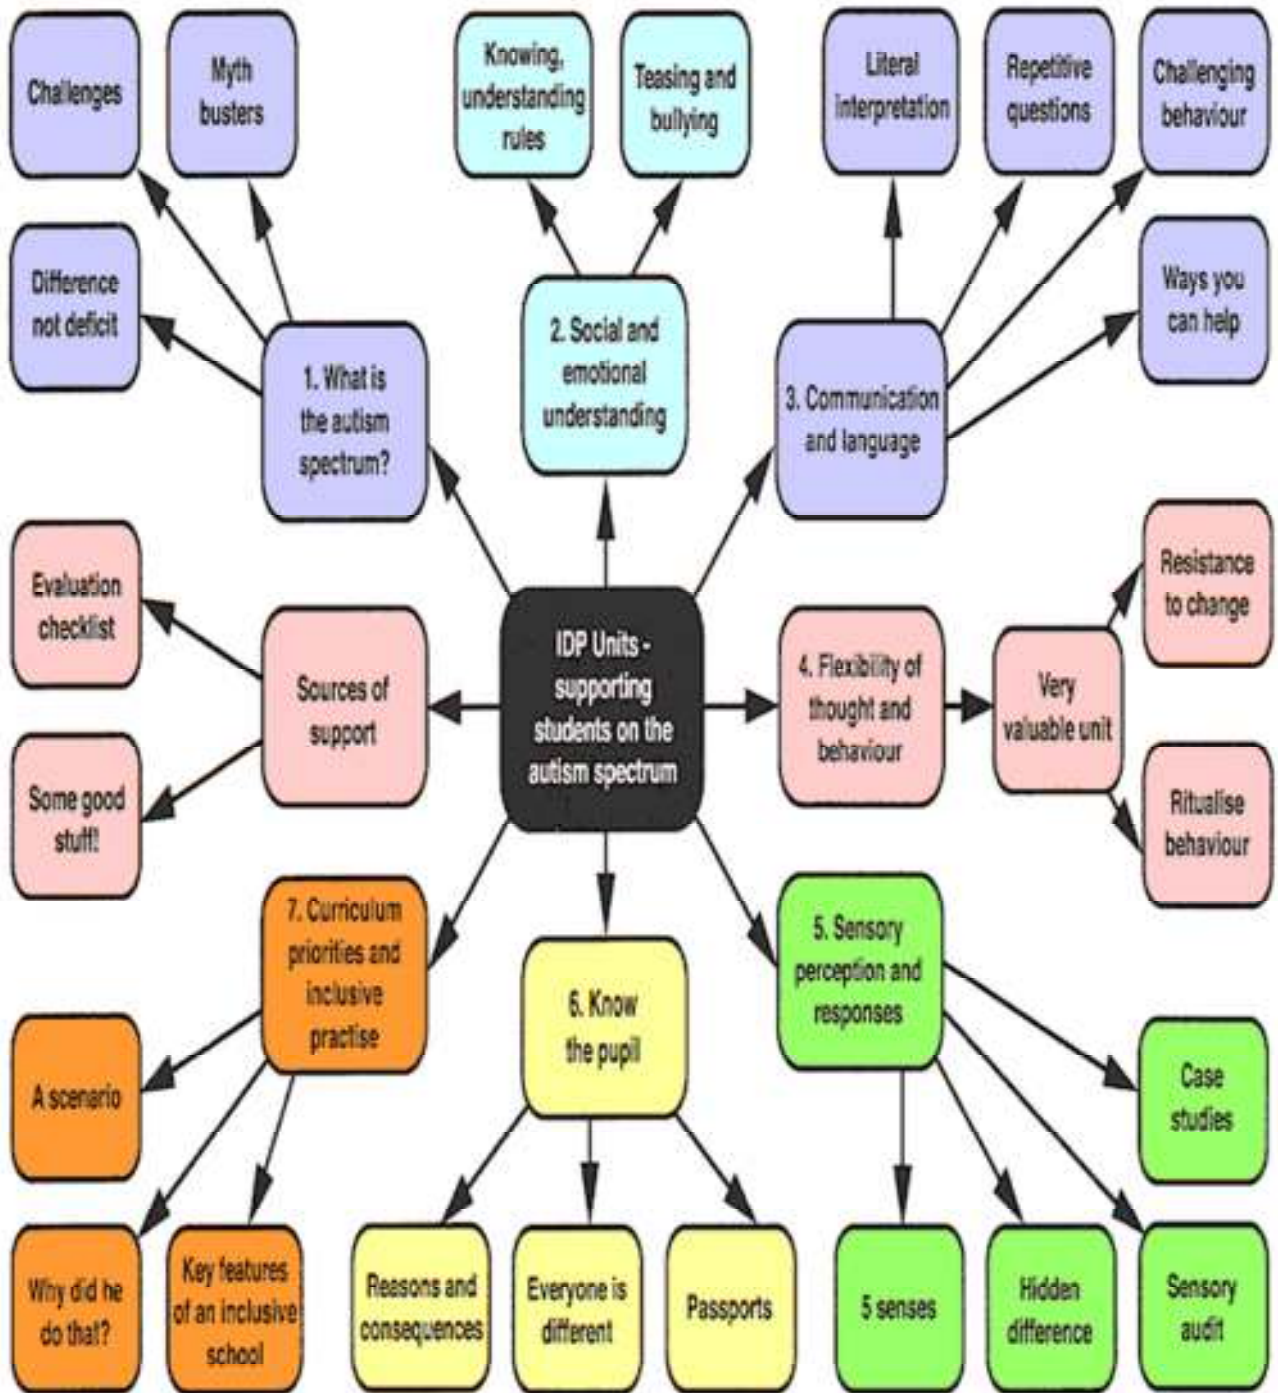 Challenges
Myth
busters
Knowing,
understanding
rules
Teasing and
bullying
Literal
interpretation
Repetitive
questions
Challenging
behaviour
Difference
not deficit
Ways you
can help
1. What is
the autism
spectrum?
2. Social and
emotional
understanding
3. Communication
and language
Evaluation
checklist
Sources of
support
IDP Units -
supporting
students on the
autism spectrum
4. Flexibility of
thought and
behaviour
Very
valuable unit
Resistance
to change
Some good
stuff!
Ritualise
behaviour
7. Curriculum
priorities and
inclusive
practise
6. Know
the pupil
5. Sensory
perception and
responses
A scenario
Case
studies
Why did he
do that?
Key features
of an inclusive
school
Reasons and
consequences
Everyone is
different
Passports
5 senses
Hidden
difference
Sensory
audit